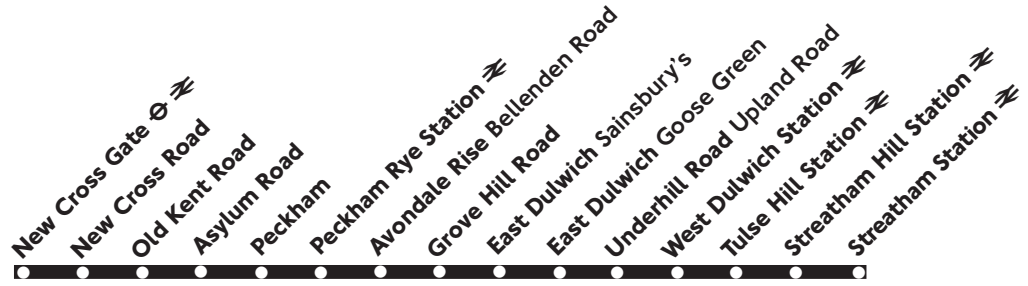 New Cross Gate
New Cross Road
Old Kent Road
Asylum Road
Peckham
Peckham Rye Station
Avondale Rise Bellenden Road
Grove Hill Road
East Dulwich Sainsbury's
East Dulwich Goose Green
Underhill Road Upland Road
West Dulwich Station
Tulse Hill Station
Streatham Hill Station
Streatham Station